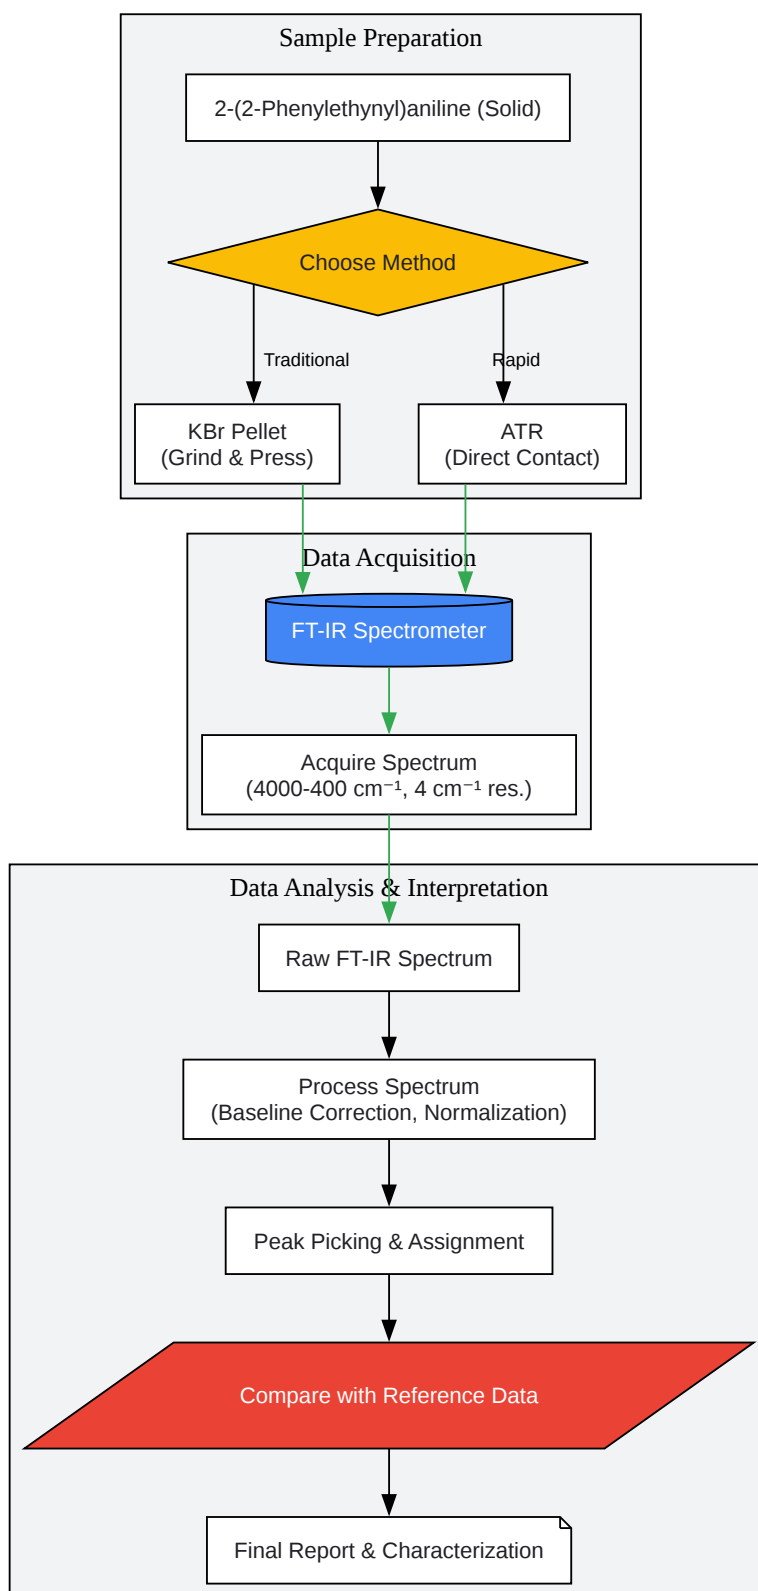 Sample Preparation
2-(2-Phenylethynyl)aniline (Solid)
Choose Method
Traditional
Rapid
KBr Pellet
(Grind & Press)
ATR
(Direct Contact)
Data Acquisition
FT-IR Spectrometer
Acquire Spectrum
(4000-400 cm⁻¹, 4 cm⁻¹ res.)
Data Analysis & Interpretation
Raw FT-IR Spectrum
Process Spectrum
(Baseline Correction, Normalization)
Peak Picking & Assignment
Compare with Reference Data
Final Report & Characterization